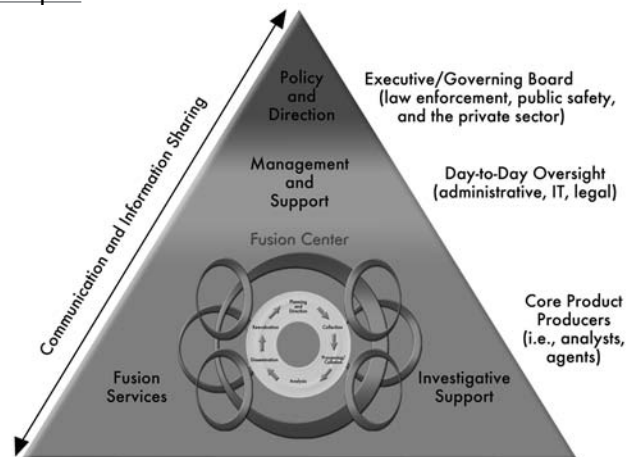 Policy
and
Direction
Executive/Governing Board
(law enforcement, public safety,
and the private sector)
Communication and Information Sharing
Management
and
Support
Day-to-Day Oversight
(administrative, IT, legal)
Fusion Center
Planning
and
Direction
Reevaluation
Collection
Dissemination
Processing/
Collation
Analysis
Fusion
Services
Investigative
Support
Core Product
Producers
(i.e., analysts,
agents)